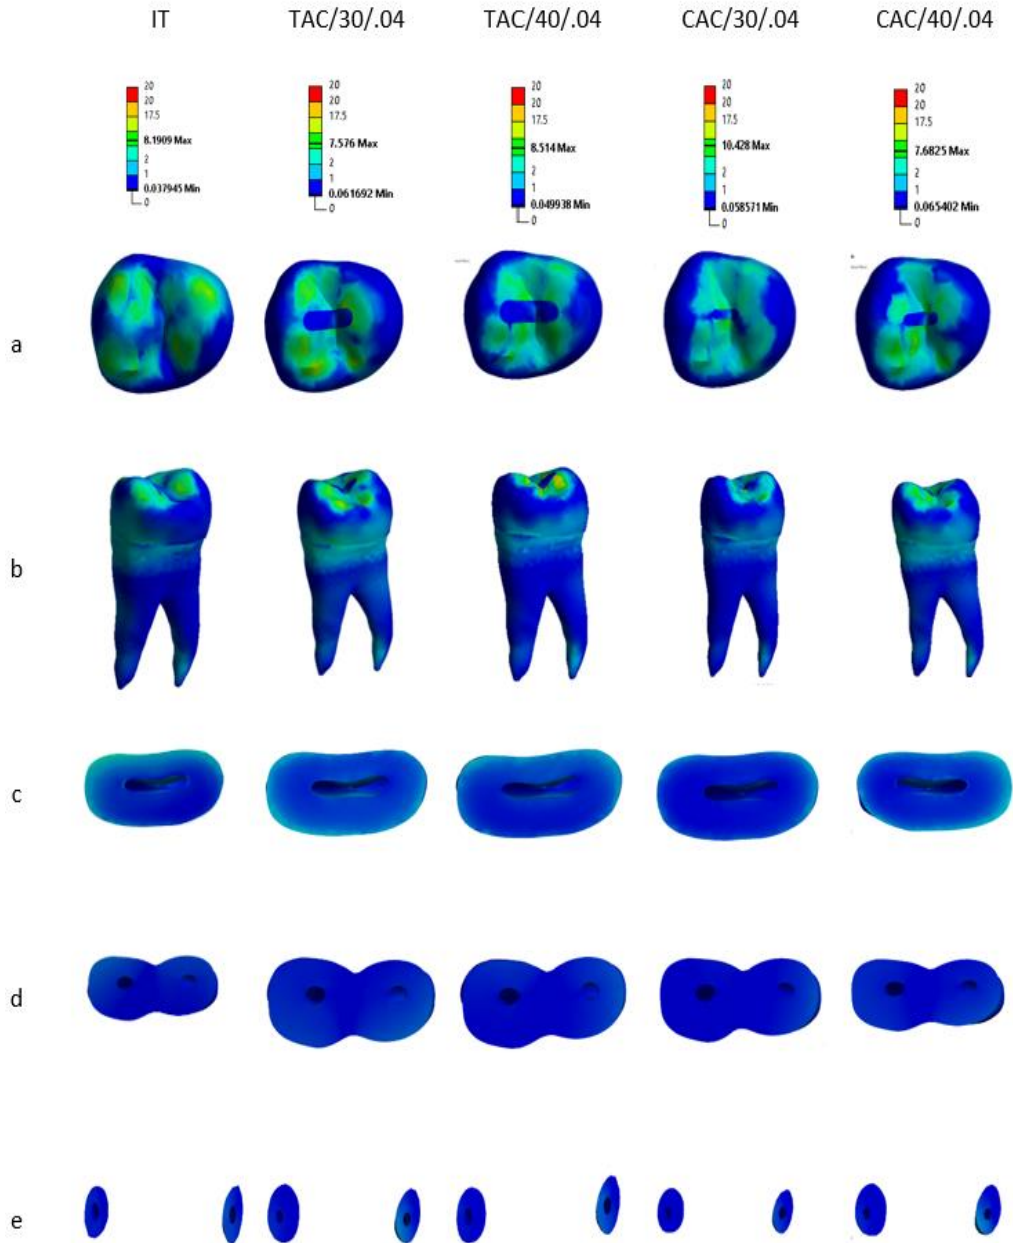 IT TAC/30/.04 TAC/40/.04 CAC/30/.04 CAC/40/.04
20 20 20 20 20
20 20 20 20 20
17.5 17.5 17.5 17.5 17.5
8.1909 Max 7.576 Max 8.514 Max 10.428 Max 7.6825 Max
2 2 2 2 2
1 1 1 1 1
0.037945 Min 0.061692 Min 0.049938 Min 0.058571 Min 0.065402 Min
0 0 0 0 0
a
b
c
d
e